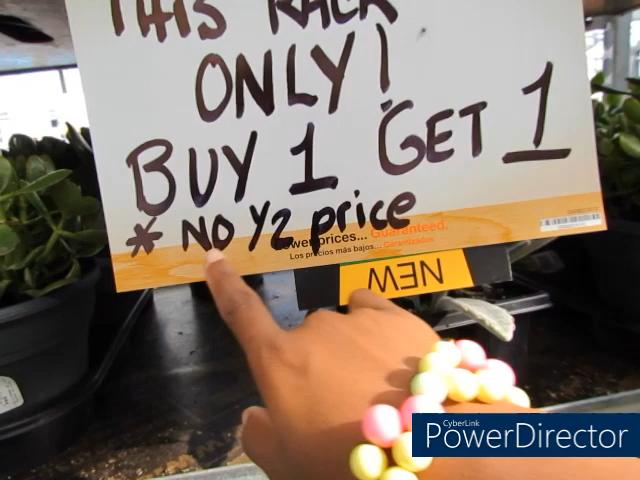 THIS RACK
ONLY!
BUY 1 GET 1
* NO 1/2 price
Lower prices... Guaranteed.
Los precios más bajos... Garantizados.
NEW
CyberLink
PowerDirector